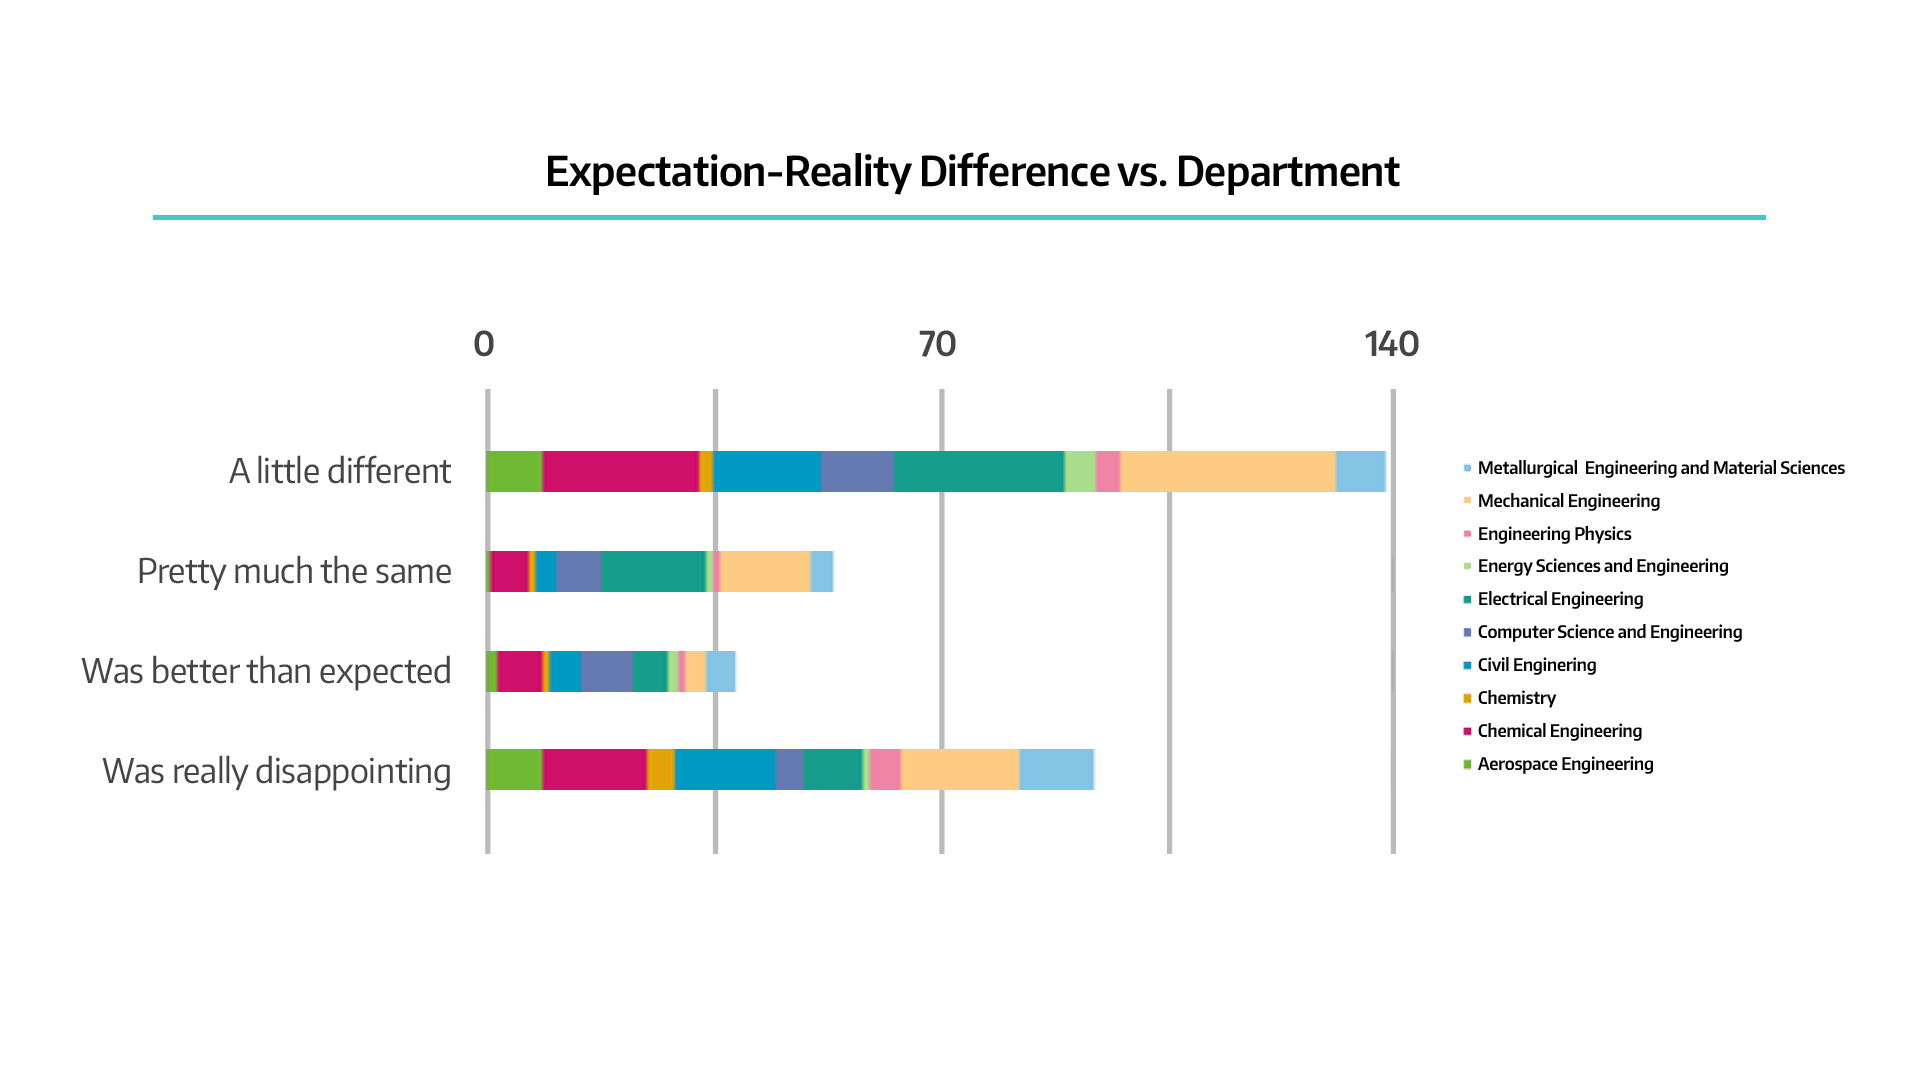 Expectation-Reality Difference vs. Department
0 70 140
A little different
Pretty much the same
Was better than expected
Was really disappointing
Metallurgical Engineering and Material Sciences
Mechanical Engineering
Engineering Physics
Energy Sciences and Engineering
Electrical Engineering
Computer Science and Engineering
Civil Enginering
Chemistry
Chemical Engineering
Aerospace Engineering